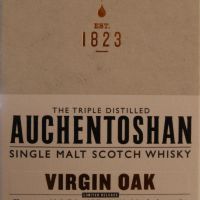 EST.
1823
THE TRIPLE DISTILLED
AUCHENTOSHAN
SINGLE MALT SCOTCH WHISKY
VIRGIN OAK
LIMITED RELEASE